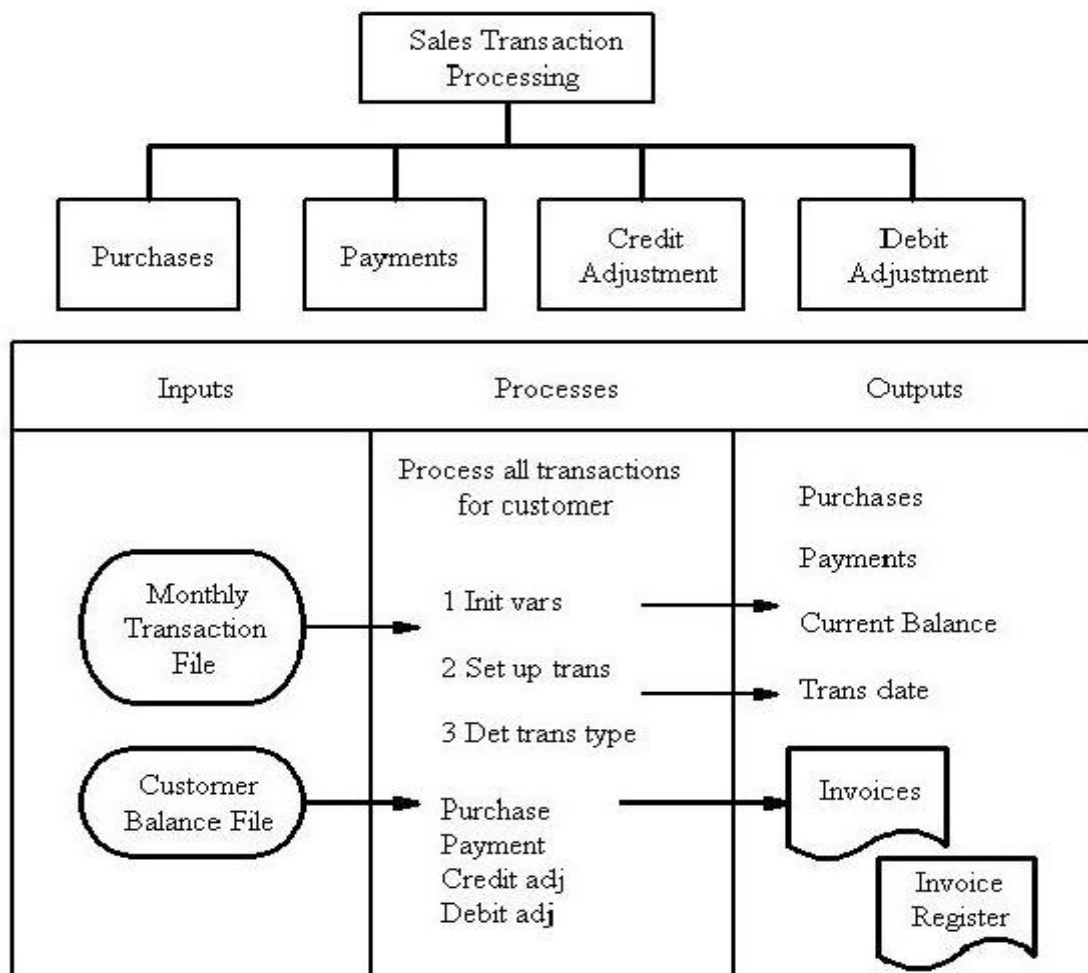 Sales Transaction
Processing
Purchases
Payments
Credit
Adjustment
Debit
Adjustment
Inputs
Processes
Outputs
Monthly
Transaction
File
Customer
Balance File
Process all transactions
for customer
1 Init vars
2 Set up trans
3 Det trans type
Purchase
Payment
Credit adj
Debit adj
Purchases
Payments
Current Balance
Trans date
Invoices
Invoice
Register